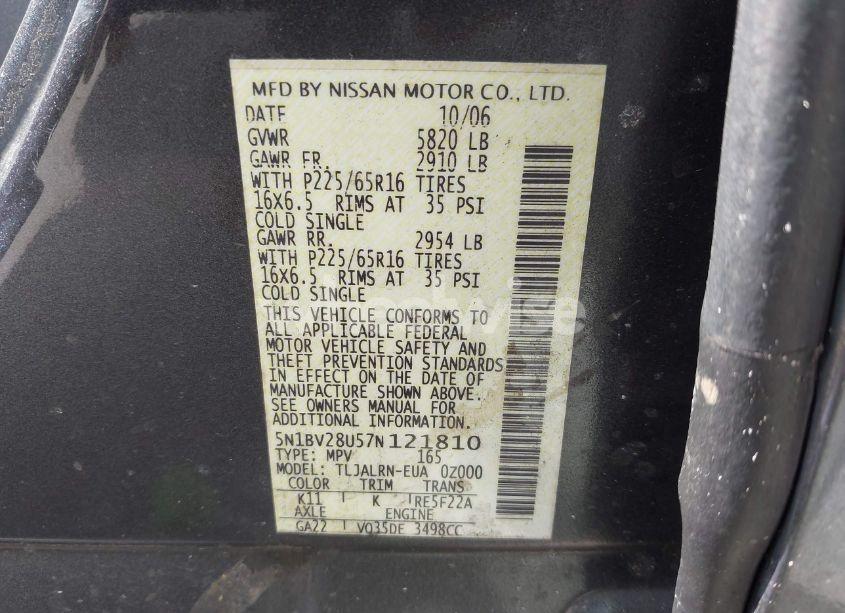 MFD BY NISSAN MOTOR CO., LTD.
DATE 10/06
GVWR 5820 LB
GAWR FR. 2910 LB
WITH P225/65R16 TIRES
16X6.5 RIMS AT 35 PSI
COLD SINGLE
GAWR RR. 2954 LB
WITH P225/65R16 TIRES
16X6.5 RIMS AT 35 PSI
COLD SINGLE
THIS VEHICLE CONFORMS TO
ALL APPLICABLE FEDERAL
MOTOR VEHICLE SAFETY AND
THEFT PREVENTION STANDARDS
IN EFFECT ON THE DATE OF
MANUFACTURE SHOWN ABOVE.
SEE OWNERS MANUAL FOR
ADDITIONAL INFORMATION
5N1BV28U57N121810
TYPE: MPV 165
MODEL: TLJALRN-EUA 0Z000
COLOR TRIM TRANS
K11 K RE5F22A
AXLE ENGINE
GA22 VQ35DE 3498CC